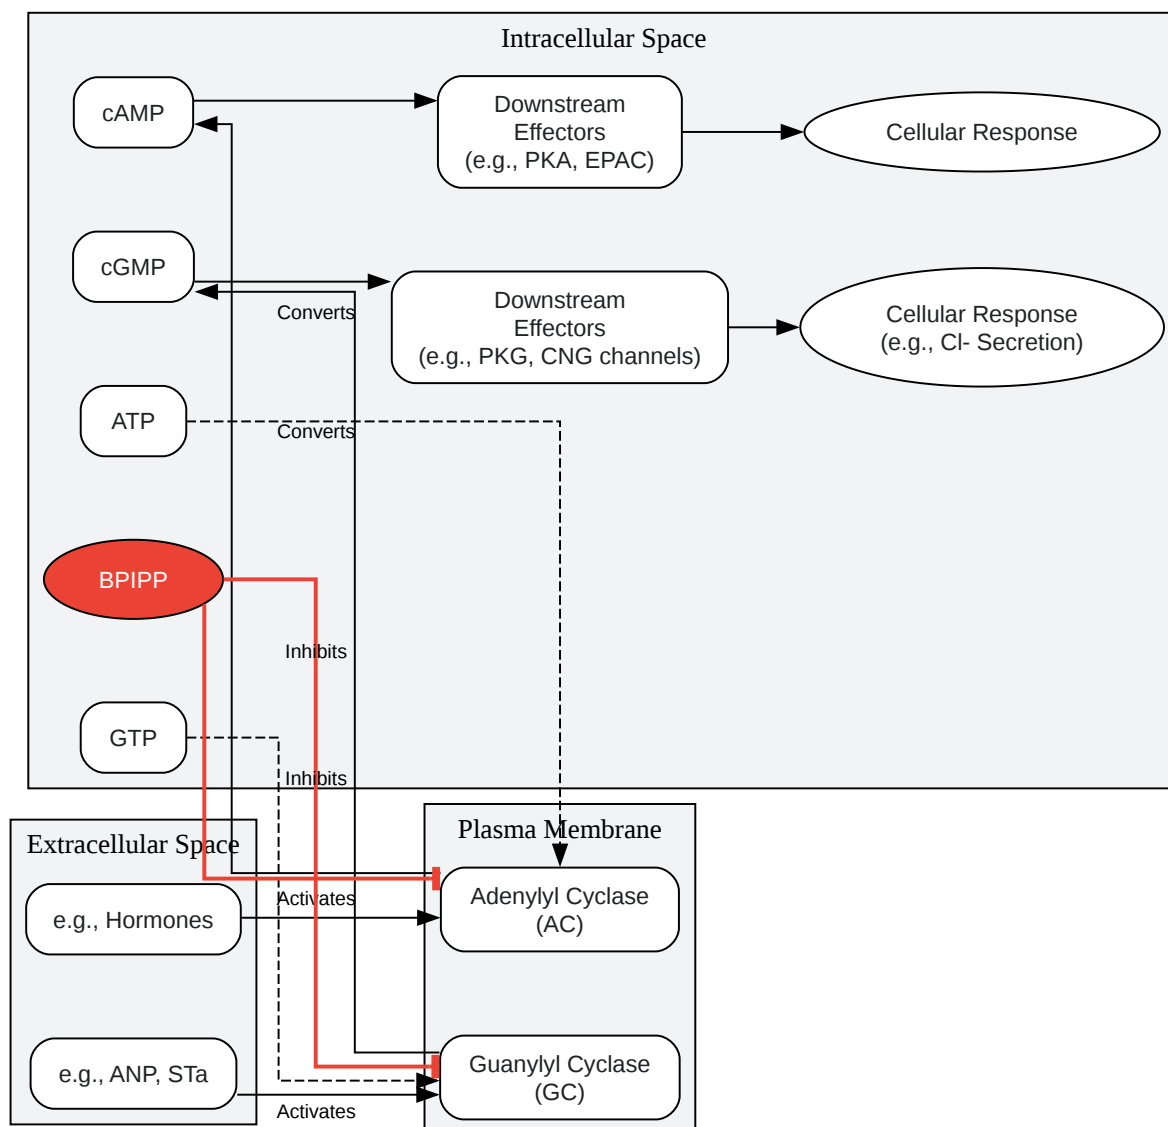 Intracellular Space
cAMP
Downstream
Effectors
(e.g., PKA, EPAC)
Cellular Response
cGMP
Converts
Downstream
Effectors
(e.g., PKG, CNG channels)
Cellular Response
(e.g., Cl- Secretion)
ATP
Converts
BPIPP
Inhibits
GTP
Inhibits
Extracellular Space
Plasma Membrane
e.g., Hormones
Activates
Adenylyl Cyclase
(AC)
e.g., ANP, STa
Activates
Guanylyl Cyclase
(GC)